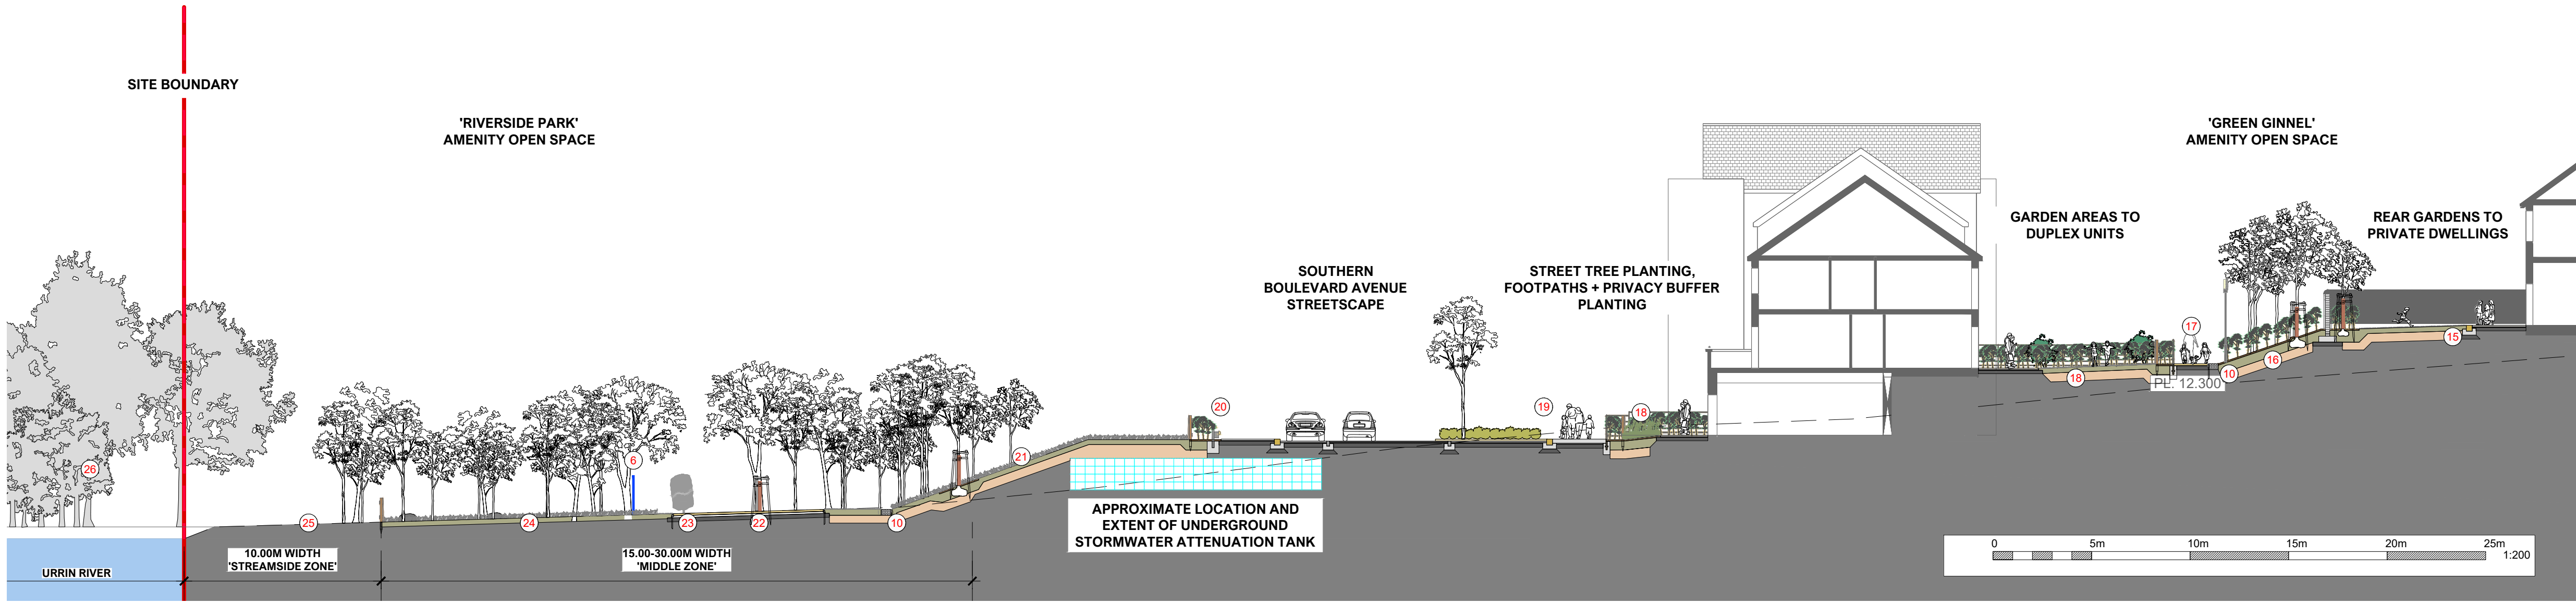 SITE BOUNDARY
'RIVERSIDE PARK'
AMENITY OPEN SPACE
SOUTHERN
BOULEVARD AVENUE
STREETSCAPE
STREET TREE PLANTING,
FOOTPATHS + PRIVACY BUFFER
PLANTING
GARDEN AREAS TO
DUPLEX UNITS
'GREEN GINNEL'
AMENITY OPEN SPACE
REAR GARDENS TO
PRIVATE DWELLINGS
26
25
24
6
23
22
10
21
20
19
18
18
17
10
16
15
PL. 12.300
APPROXIMATE LOCATION AND
EXTENT OF UNDERGROUND
STORMWATER ATTENUATION TANK
URRIN RIVER
10.00M WIDTH
'STREAMSIDE ZONE'
15.00-30.00M WIDTH
'MIDDLE ZONE'
0 5m 10m 15m 20m 25m
1:200